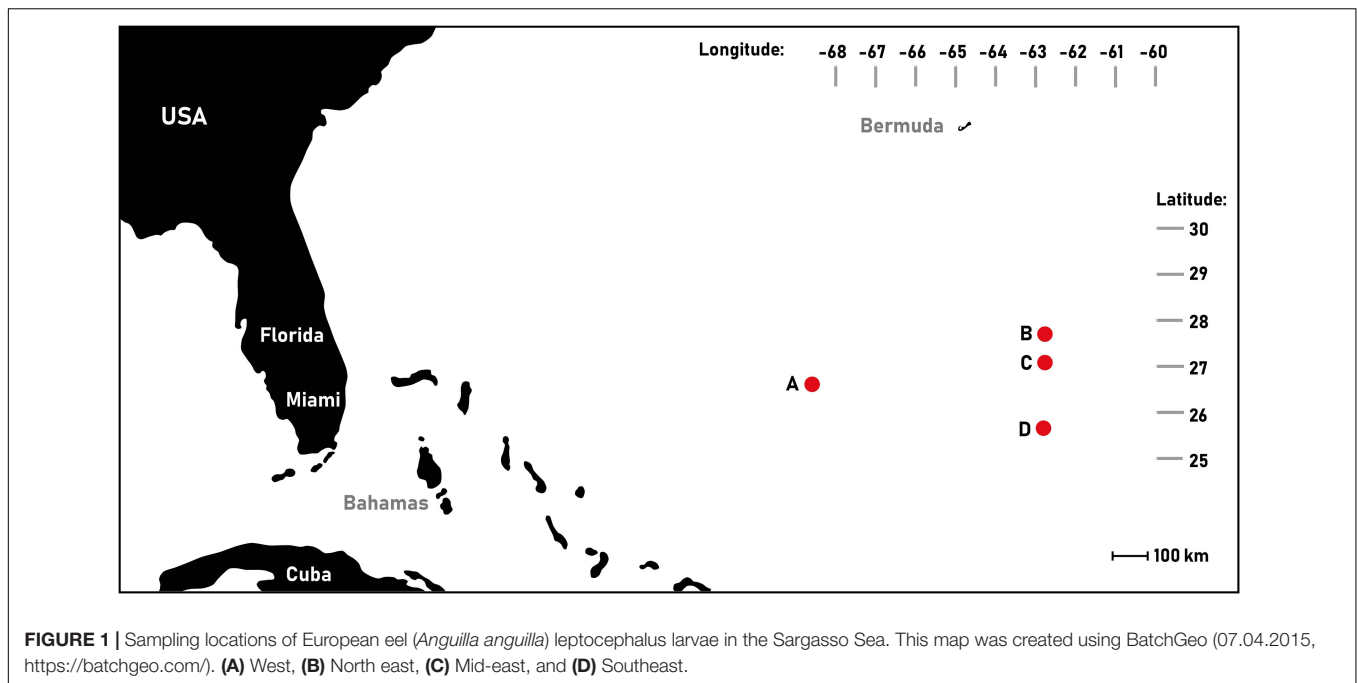 Longitude: -68 -67 -66 -65 -64 -63 -62 -61 -60
USA
Bermuda
Latitude:
30
29
28
27
26
25
Florida
Miami
B
C
A
D
Bahamas
Cuba
100 km
FIGURE 1 | Sampling locations of European eel (Anguilla anguilla) leptocephalus larvae in the Sargasso Sea. This map was created using BatchGeo (07.04.2015,
https://batchgeo.com/). (A) West, (B) North east, (C) Mid-east, and (D) Southeast.